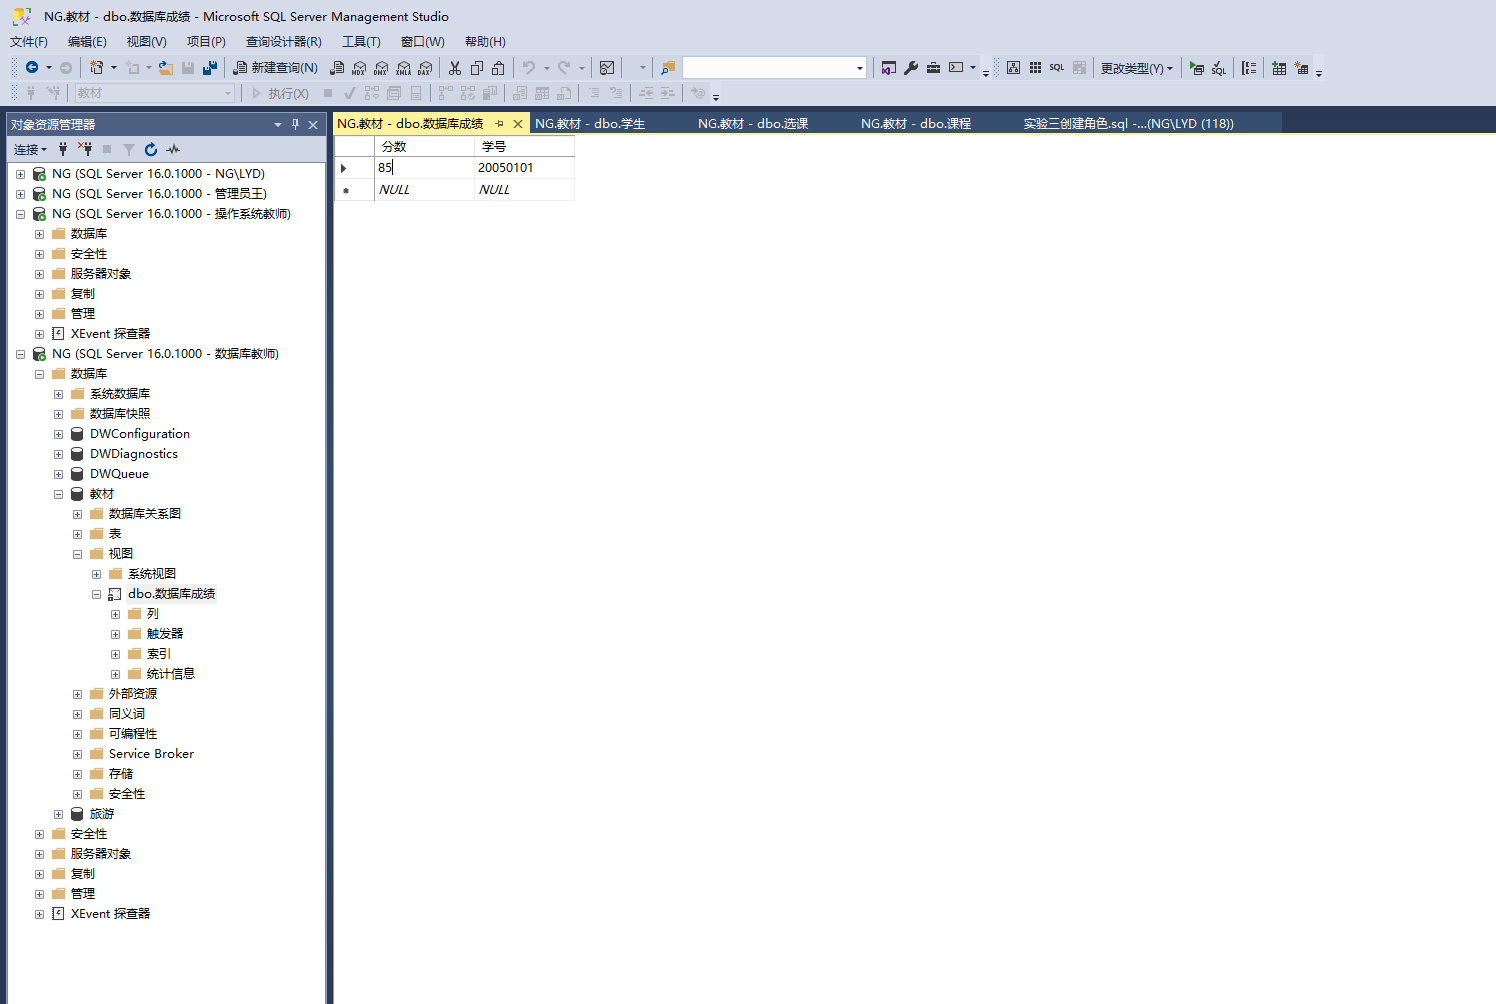 NG.教材 - dbo.数据库成绩 - Microsoft SQL Server Management Studio
文件(F) 编辑(E) 视图(V) 项目(P) 查询设计器(R) 工具(T) 窗口(W) 帮助(H)
新建查询(N) MDX DMX XMLA DAX SQL 更改类型(Y) SQL
教材 执行(X)
对象资源管理器
连接
NG (SQL Server 16.0.1000 - NG\LYD)
NG (SQL Server 16.0.1000 - 管理员王)
NG (SQL Server 16.0.1000 - 操作系统教师)
数据库
安全性
服务器对象
复制
管理
XEvent 探查器
NG (SQL Server 16.0.1000 - 数据库教师)
数据库
系统数据库
数据库快照
DWConfiguration
DWDiagnostics
DWQueue
教材
数据库关系图
表
视图
系统视图
dbo.数据库成绩
列
触发器
索引
统计信息
外部资源
同义词
可编程性
Service Broker
存储
安全性
旅游
安全性
服务器对象
复制
管理
XEvent 探查器
NG.教材 - dbo.数据库成绩 NG.教材 - dbo.学生 NG.教材 - dbo.选课 NG.教材 - dbo.课程 实验三创建角色.sql -...(NG\LYD (118))
分数 学号
85 20050101
NULL NULL